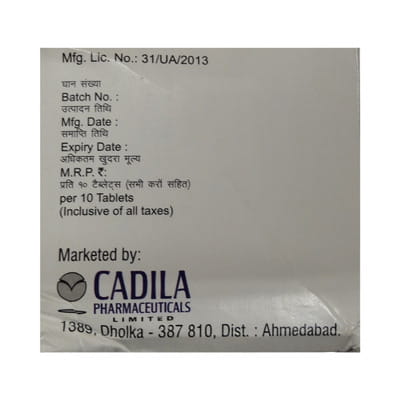 Mfg. Lic. No.: 31/UA/2013
घान संख्या
Batch No. :
उत्पादन तिथि
Mfg. Date :
समाप्ति तिथि
Expiry Date :
अधिकतम खुदरा मूल्य
M.R.P. ₹:
प्रति १० टैब्लेट्स (सभी करों सहित)
per 10 Tablets
(Inclusive of all taxes)
Marketed by:
CADILA
PHARMACEUTICALS
LIMITED
1389, Dholka - 387 810, Dist. : Ahmedabad.